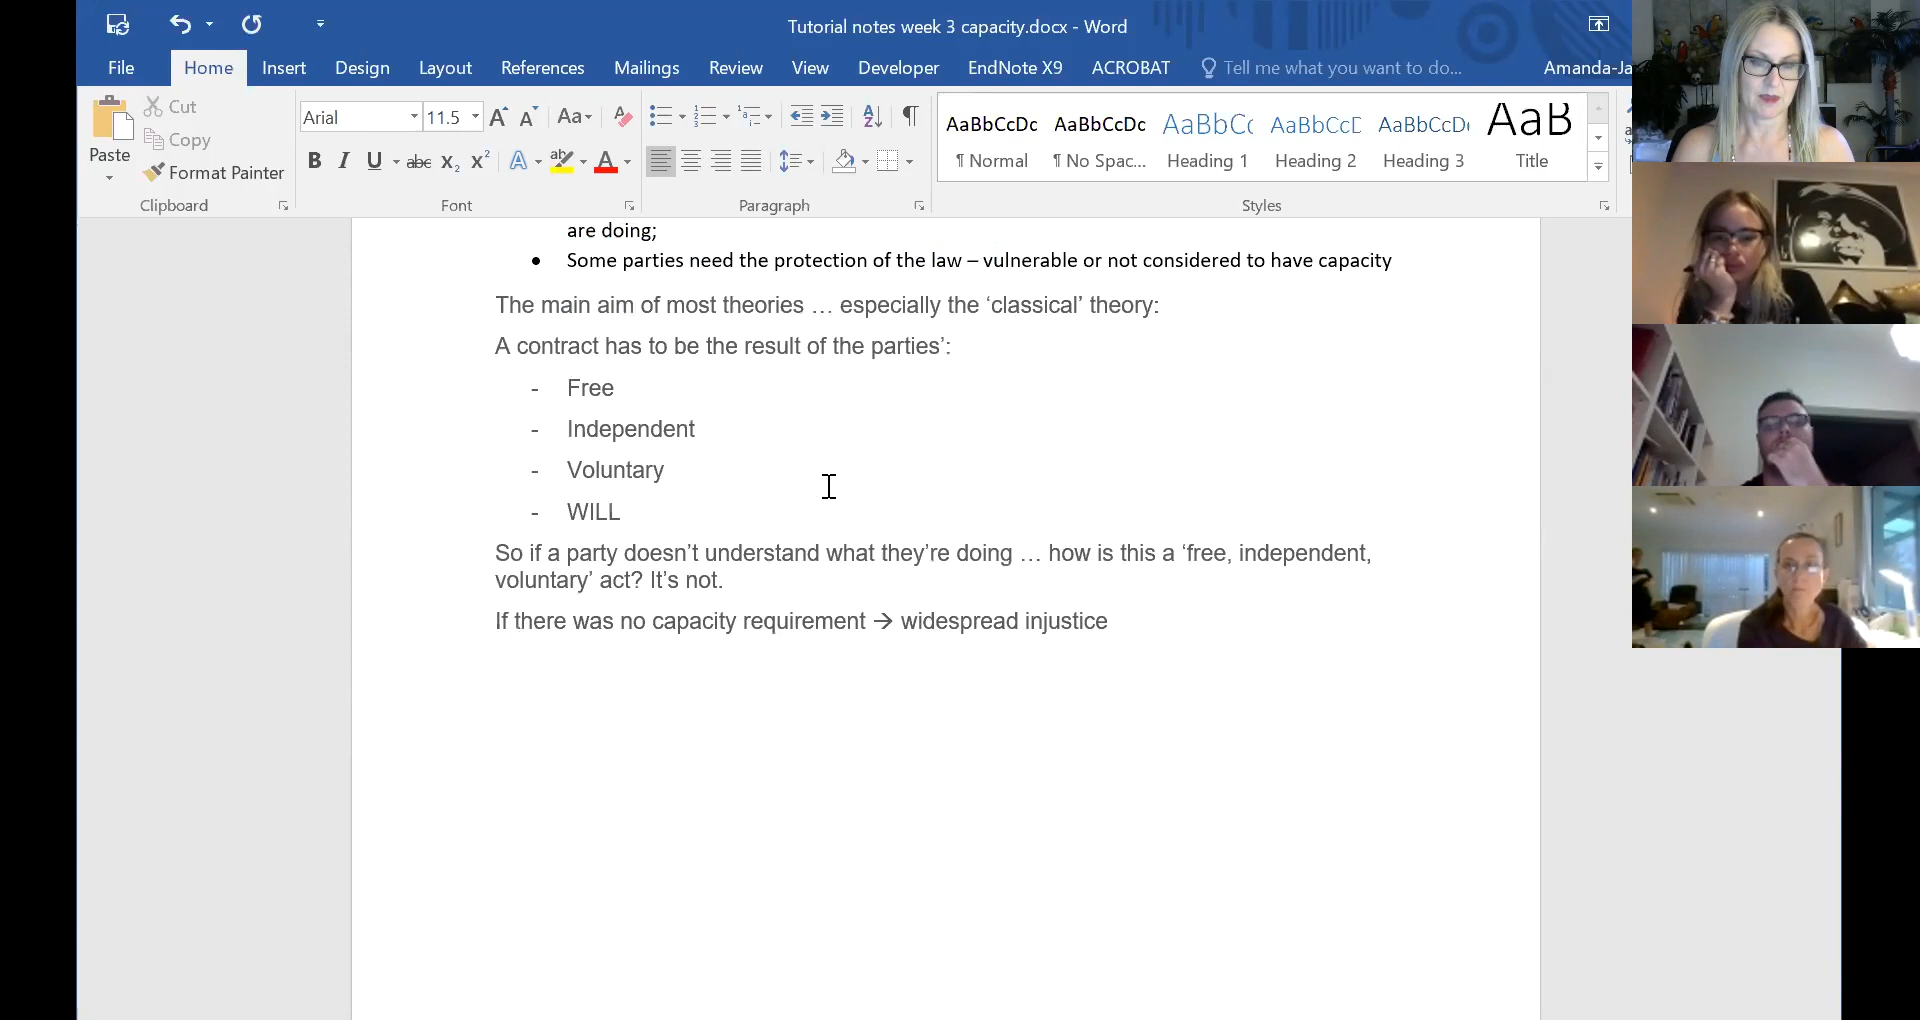 Tutorial notes week 3 capacity.docx - Word
File Home Insert Design Layout References Mailings Review View Developer EndNote X9 ACROBAT Tell me what you want to do... Amanda-Ja
Paste
Cut
Copy
Format Painter
Clipboard
Arial 11.5
Font
Paragraph
AaBbCcDc AaBbCcDc AaBbCc AaBbCcD AaBbCcDc AaB
¶ Normal ¶ No Spac... Heading 1 Heading 2 Heading 3 Title
Styles
are doing;
• Some parties need the protection of the law – vulnerable or not considered to have capacity
The main aim of most theories … especially the ‘classical’ theory:
A contract has to be the result of the parties’:
- Free
- Independent
- Voluntary
- WILL
So if a party doesn’t understand what they’re doing … how is this a ‘free, independent,
voluntary’ act? It’s not.
If there was no capacity requirement → widespread injustice